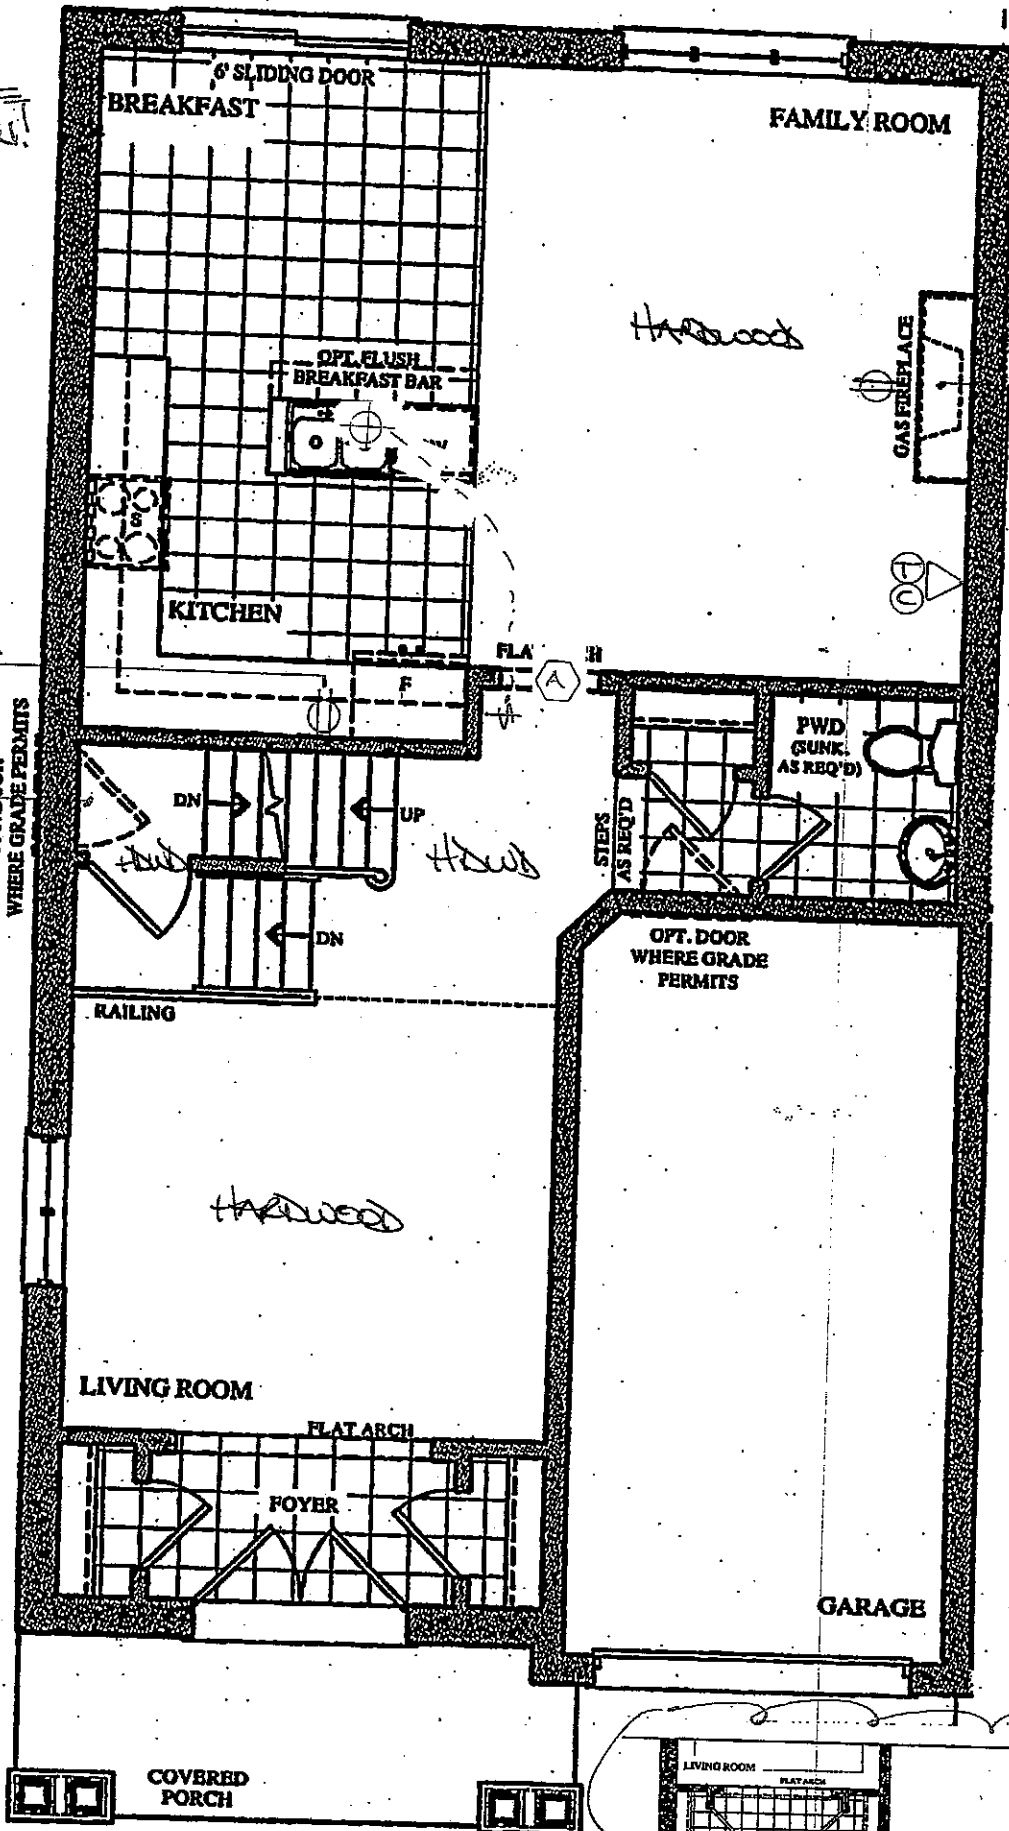 6' SLIDING DOOR
BREAKFAST
FAMILY ROOM
HARDWOOD
GAS FIREPLACE
OPT. FLUSH
BREAKFAST BAR
S
KITCHEN
F
A
WHERE GRADE PERMITS
PWD
(SUNK.
AS REQ'D)
DN
UP
HDWD
HDWD
STEPS
AS REQ'D
DN
OPT. DOOR
WHERE GRADE
PERMITS
RAILING
HARDWOOD
LIVING ROOM
FLAT ARCH
FOYER
GARAGE
COVERED
PORCH
LIVING ROOM
FLAT ARCH